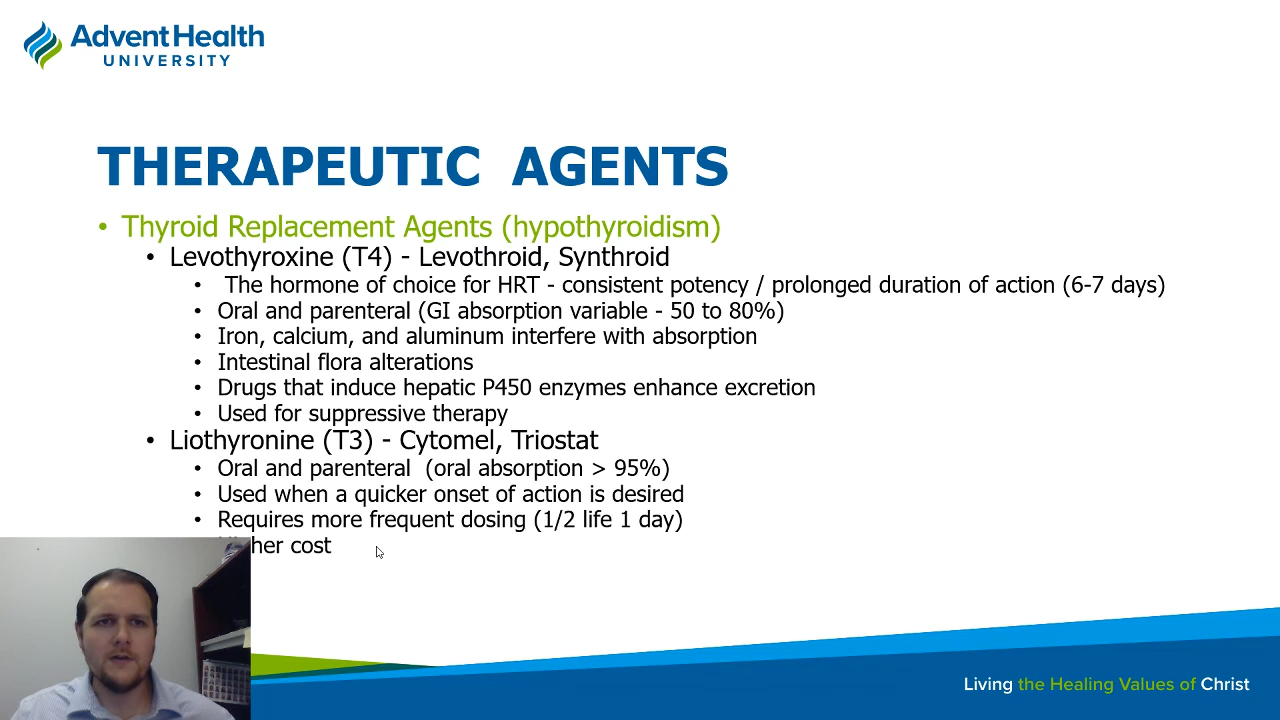 AdventHealth
UNIVERSITY
THERAPEUTIC AGENTS
• Thyroid Replacement Agents (hypothyroidism)
• Levothyroxine (T4) - Levothroid, Synthroid
• The hormone of choice for HRT - consistent potency / prolonged duration of action (6-7 days)
• Oral and parenteral (GI absorption variable - 50 to 80%)
• Iron, calcium, and aluminum interfere with absorption
• Intestinal flora alterations
• Drugs that induce hepatic P450 enzymes enhance excretion
• Used for suppressive therapy
• Liothyronine (T3) - Cytomel, Triostat
• Oral and parenteral (oral absorption > 95%)
• Used when a quicker onset of action is desired
• Requires more frequent dosing (1/2 life 1 day)
cost
Living the Healing Values of Christ